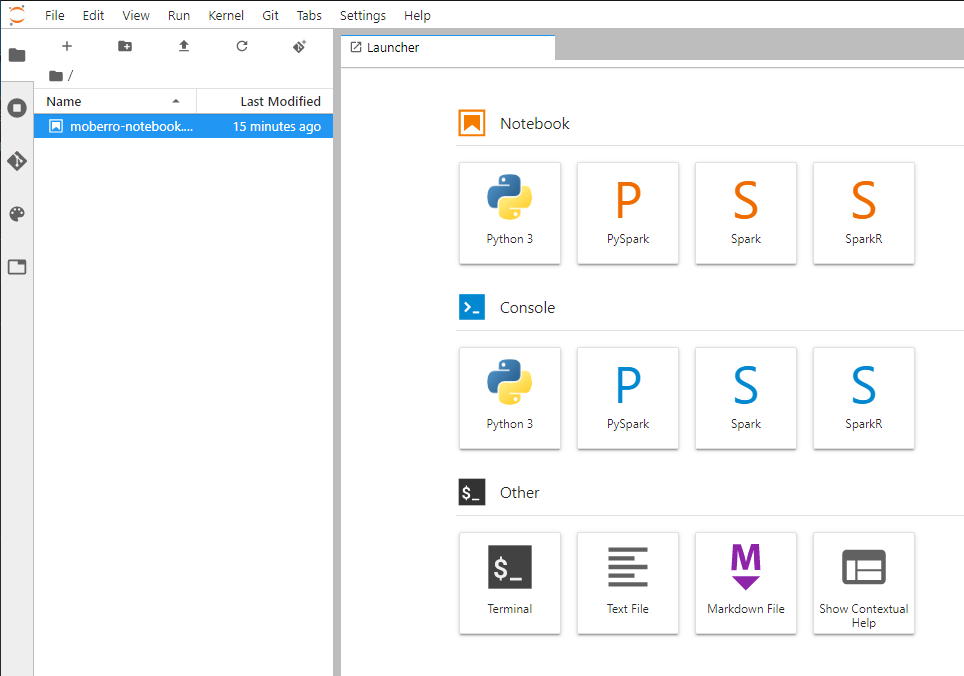 File Edit View Run Kernel Git Tabs Settings Help
Launcher
/
Name Last Modified
moberro-notebook.... 15 minutes ago
Notebook
P S S
Python 3 PySpark Spark SparkR
Console
P S S
Python 3 PySpark Spark SparkR
$_ Other
$_ M
Terminal Text File Markdown File Show Contextual
Help